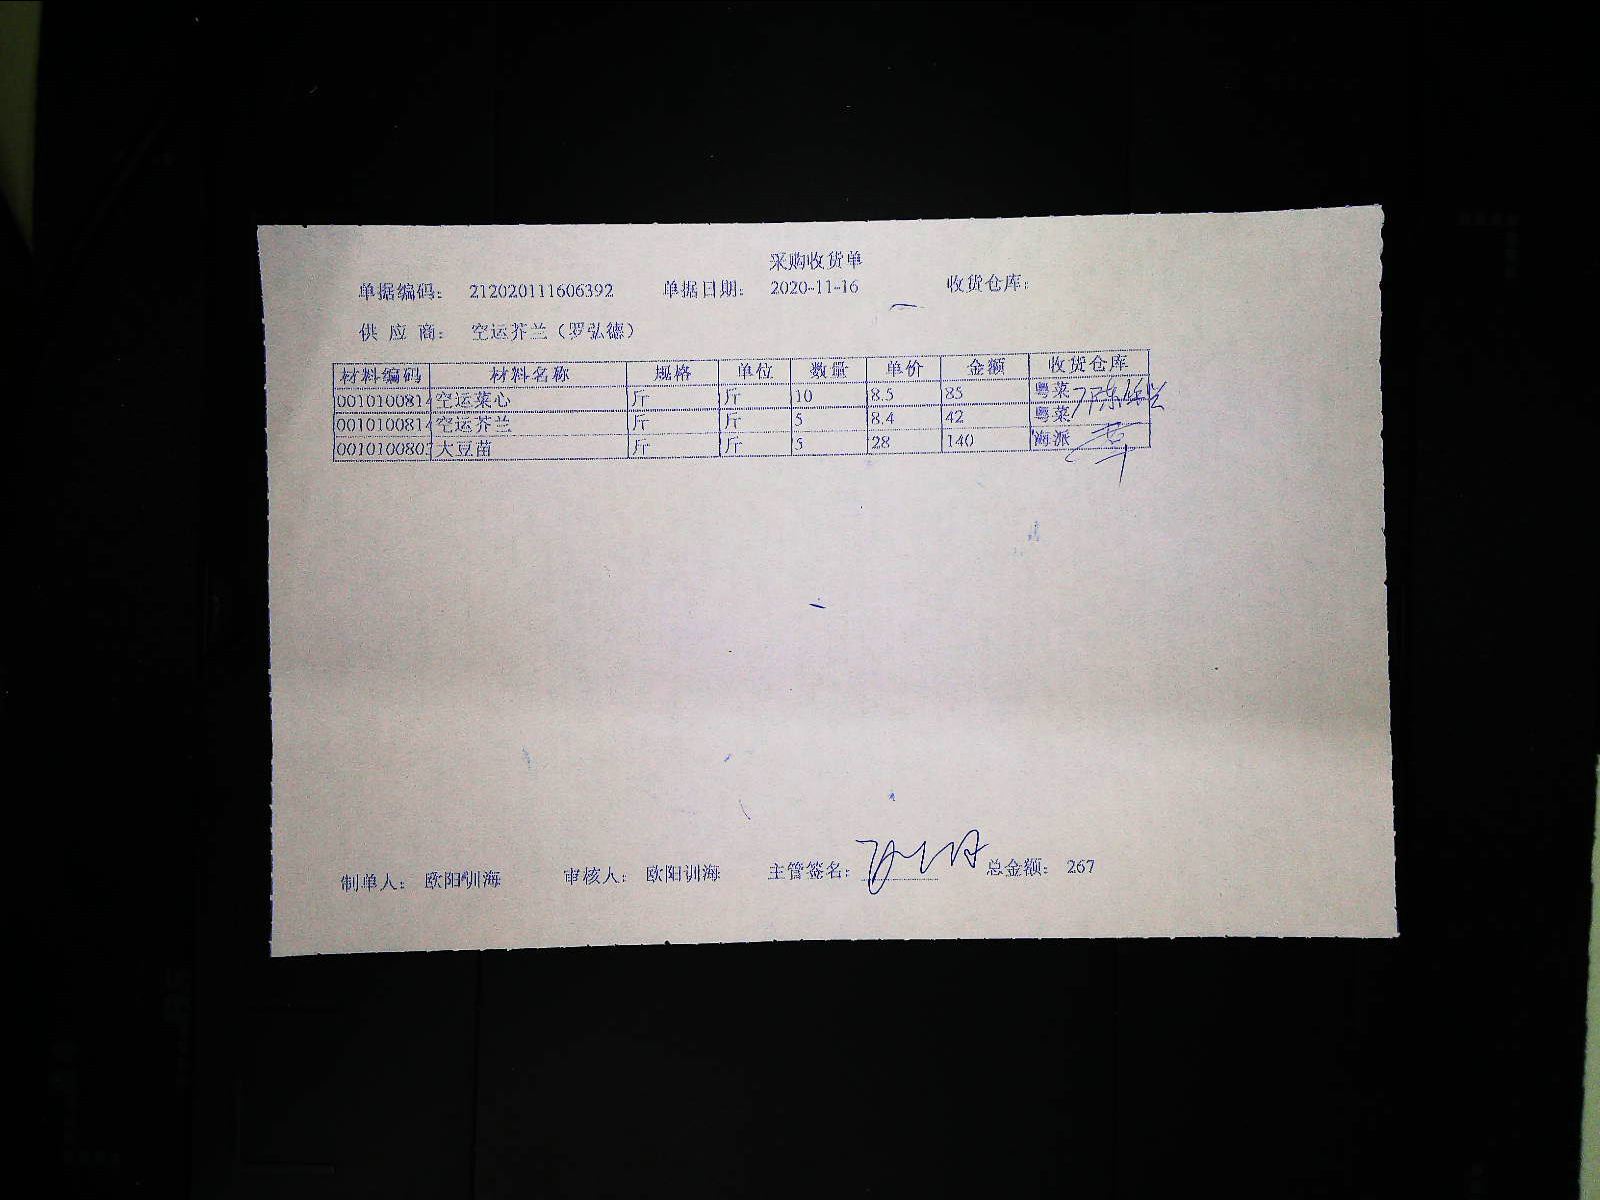 采购收货单
单据编码: 212020111606392 单据日期: 2020-11-16 收货仓库:
供 应 商: 空运芥兰（罗弘德）
材料编码 材料名称 规格 单位 数量 单价 金额 收货仓库
0010100814 空运菜心 斤 斤 10 8.5 85 粤菜
0010100814 空运芥兰 斤 斤 5 8.4 42 粤菜
001010080 大豆苗 斤 斤 5 28 140 海派
制单人: 欧阳训海 审核人: 欧阳训海 主管签名: 总金额: 267